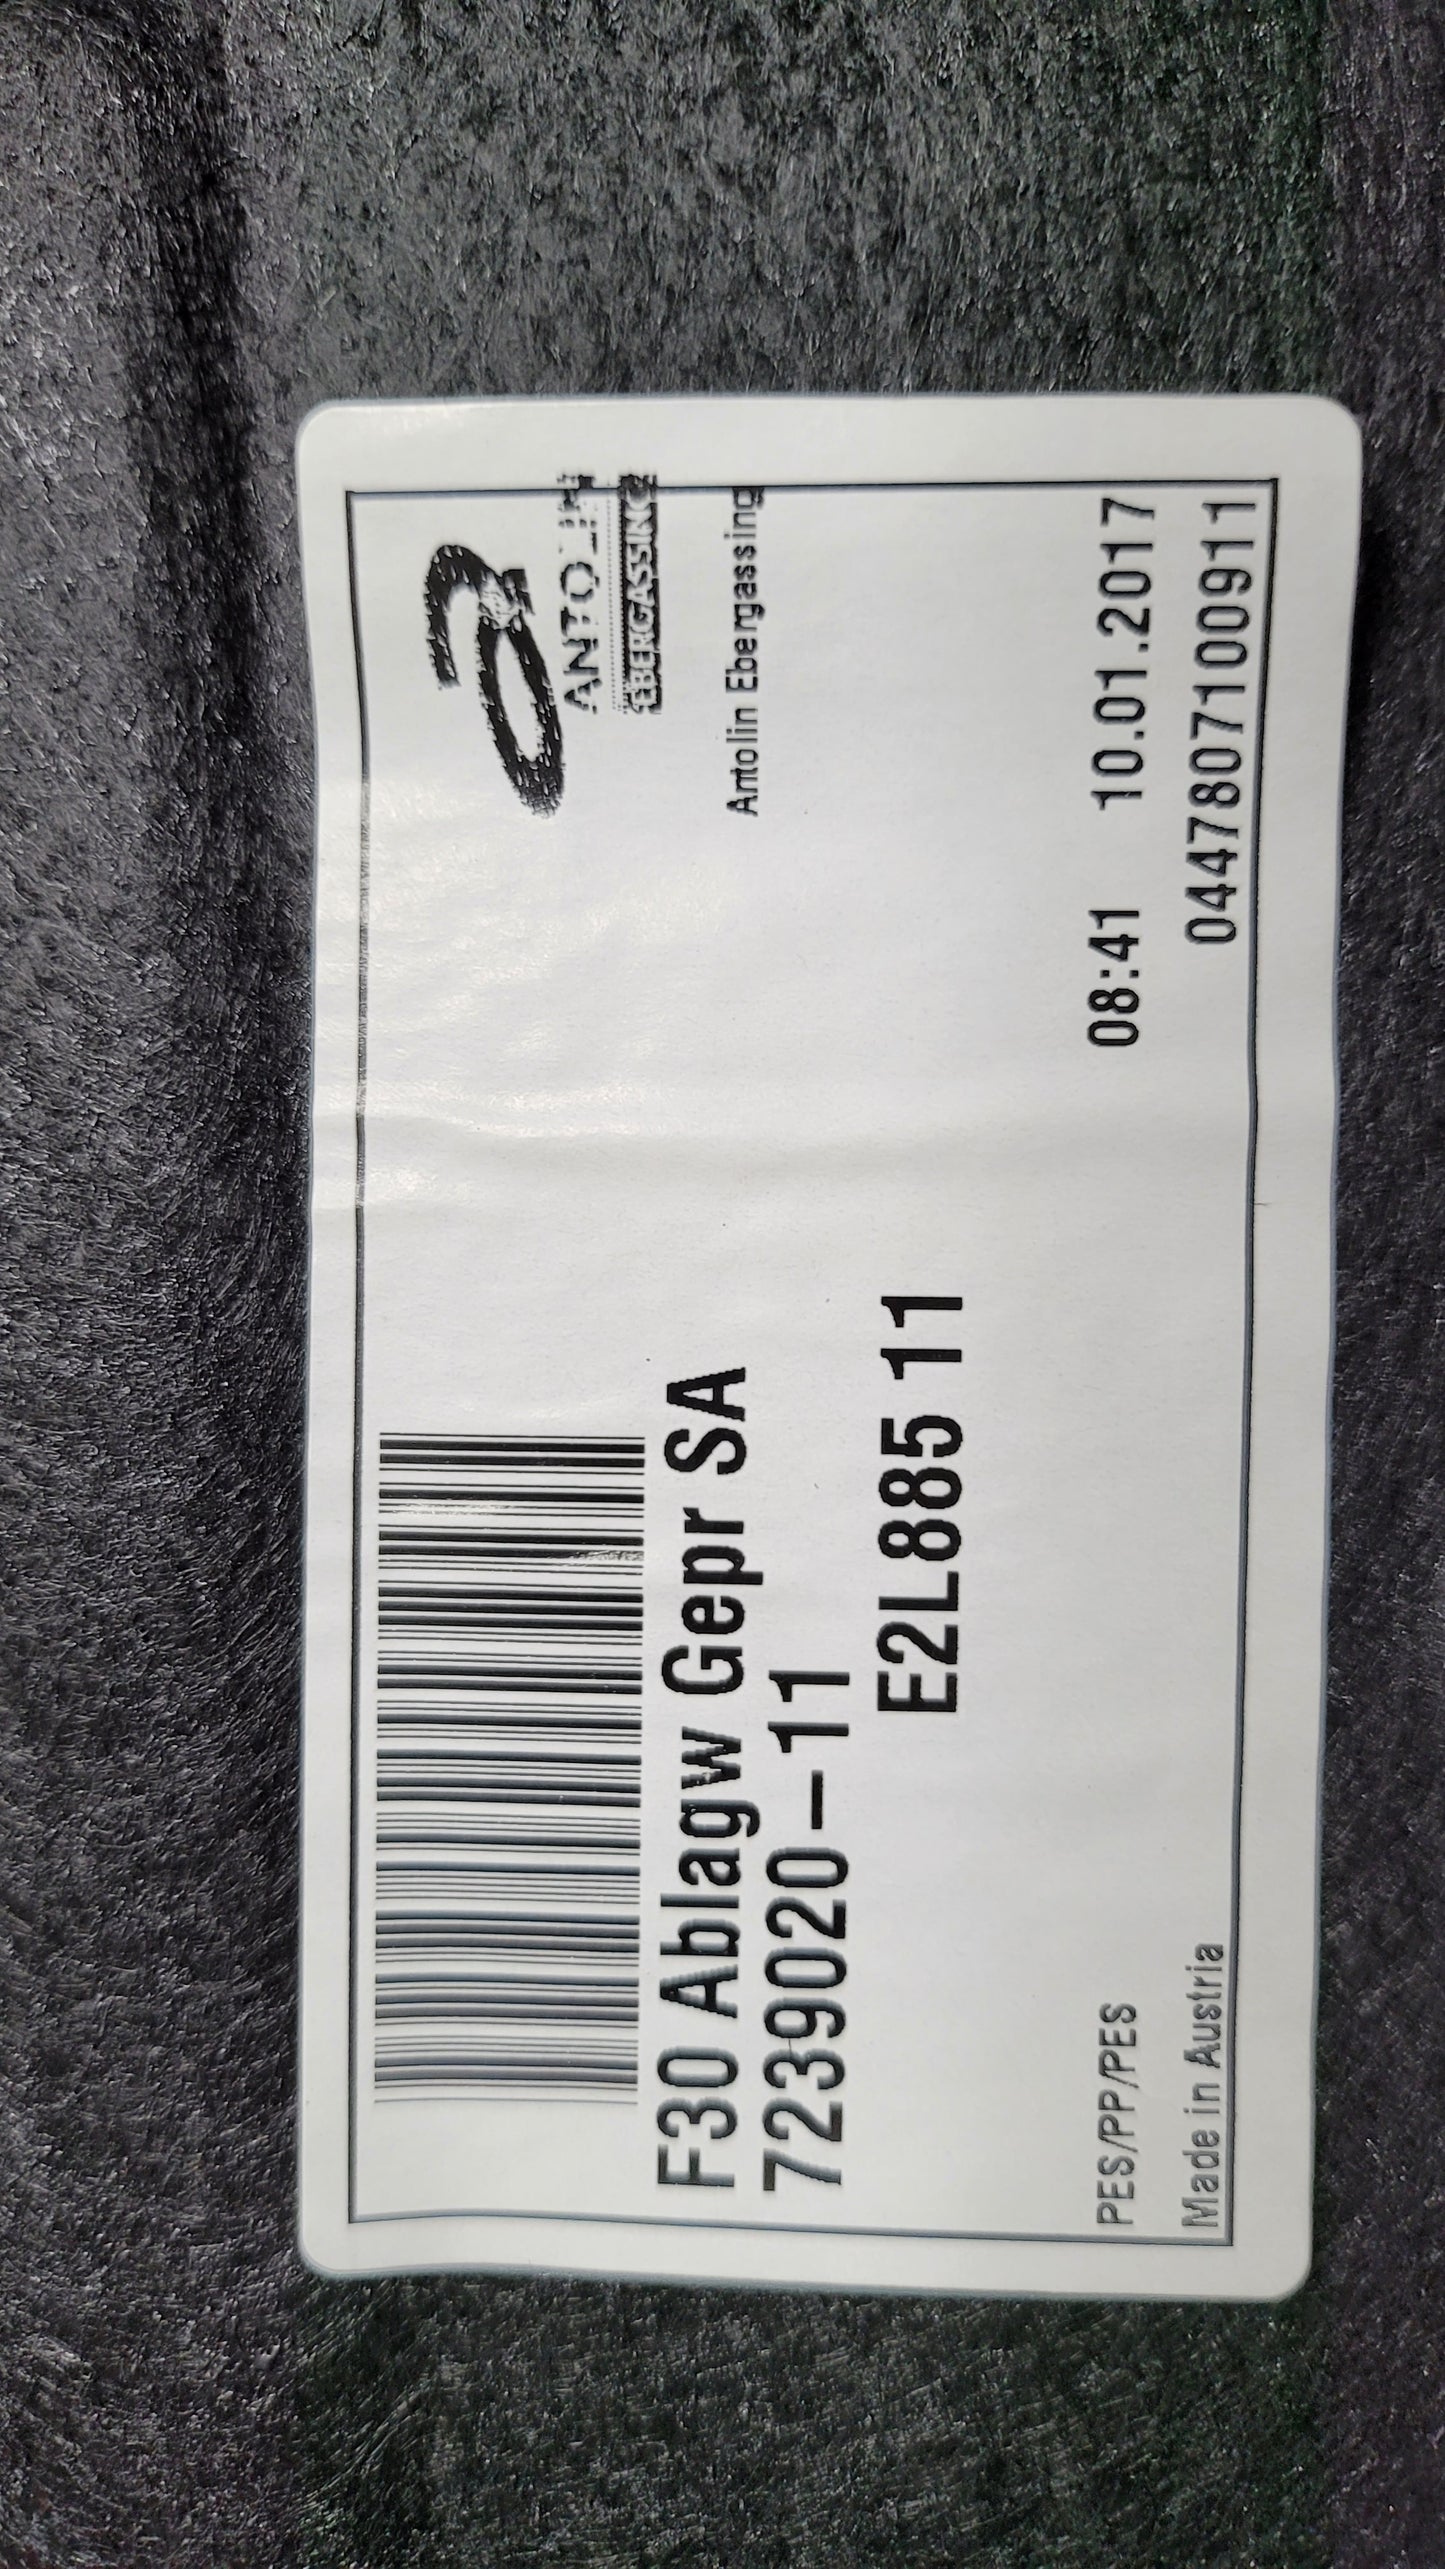 ANTOLIN
EBERGASSING
Antolin Ebergassing
F30 Ablagw Gepr SA
7239020-11
E2L885 11
PES/PP/PES
08:41 10.01.2017
Made in Austria
0447807100911